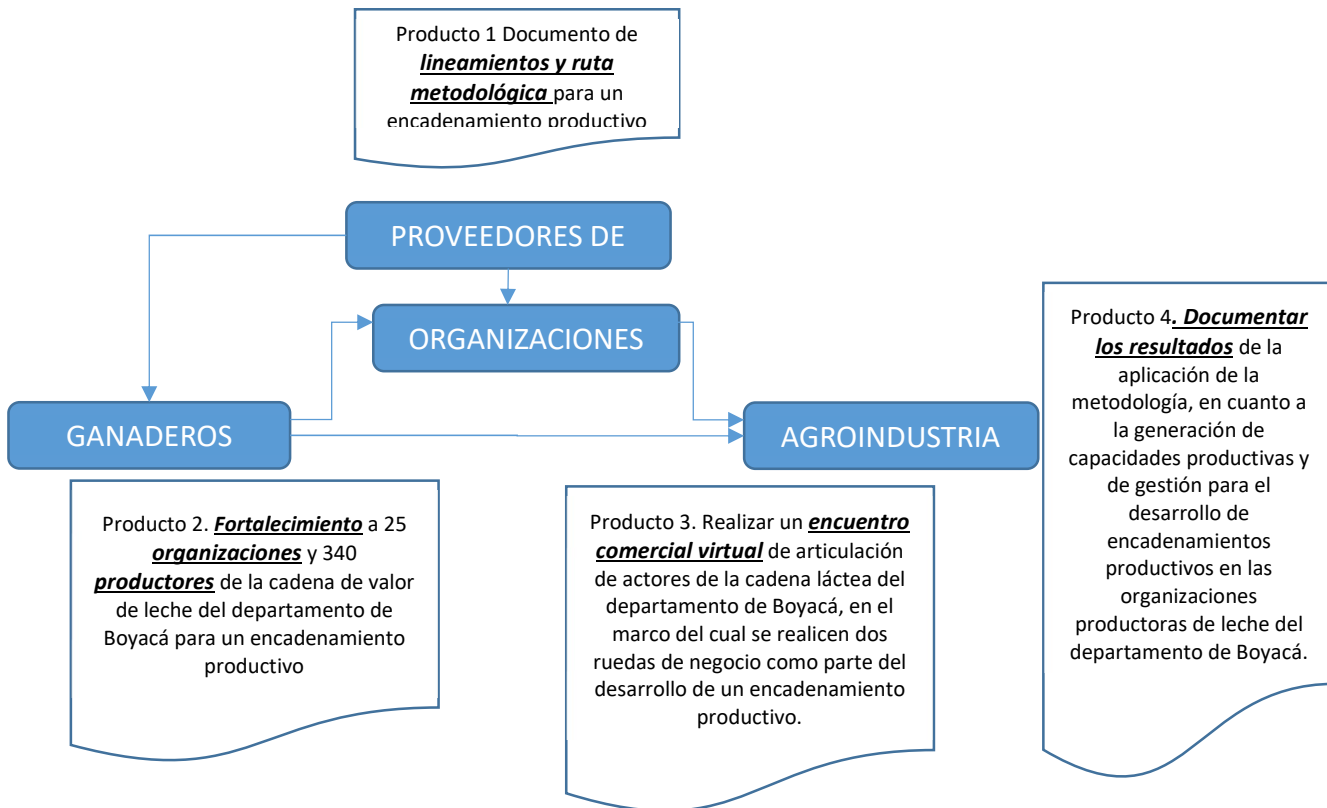 Producto 1 Documento de
lineamientos y ruta
metodológica para un
encadenamiento productivo
PROVEEDORES DE
ORGANIZACIONES
GANADEROS
AGROINDUSTRIA
Producto 2. Fortalecimiento a 25
organizaciones y 340
productores de la cadena de valor
de leche del departamento de
Boyacá para un encadenamiento
productivo
Producto 3. Realizar un encuentro
comercial virtual de articulación
de actores de la cadena láctea del
departamento de Boyacá, en el
marco del cual se realicen dos
ruedas de negocio como parte del
desarrollo de un encadenamiento
productivo.
Producto 4. Documentar
los resultados de la
aplicación de la
metodología, en cuanto a
la generación de
capacidades productivas y
de gestión para el
desarrollo de
encadenamientos
productivos en las
organizaciones
productoras de leche del
departamento de Boyacá.